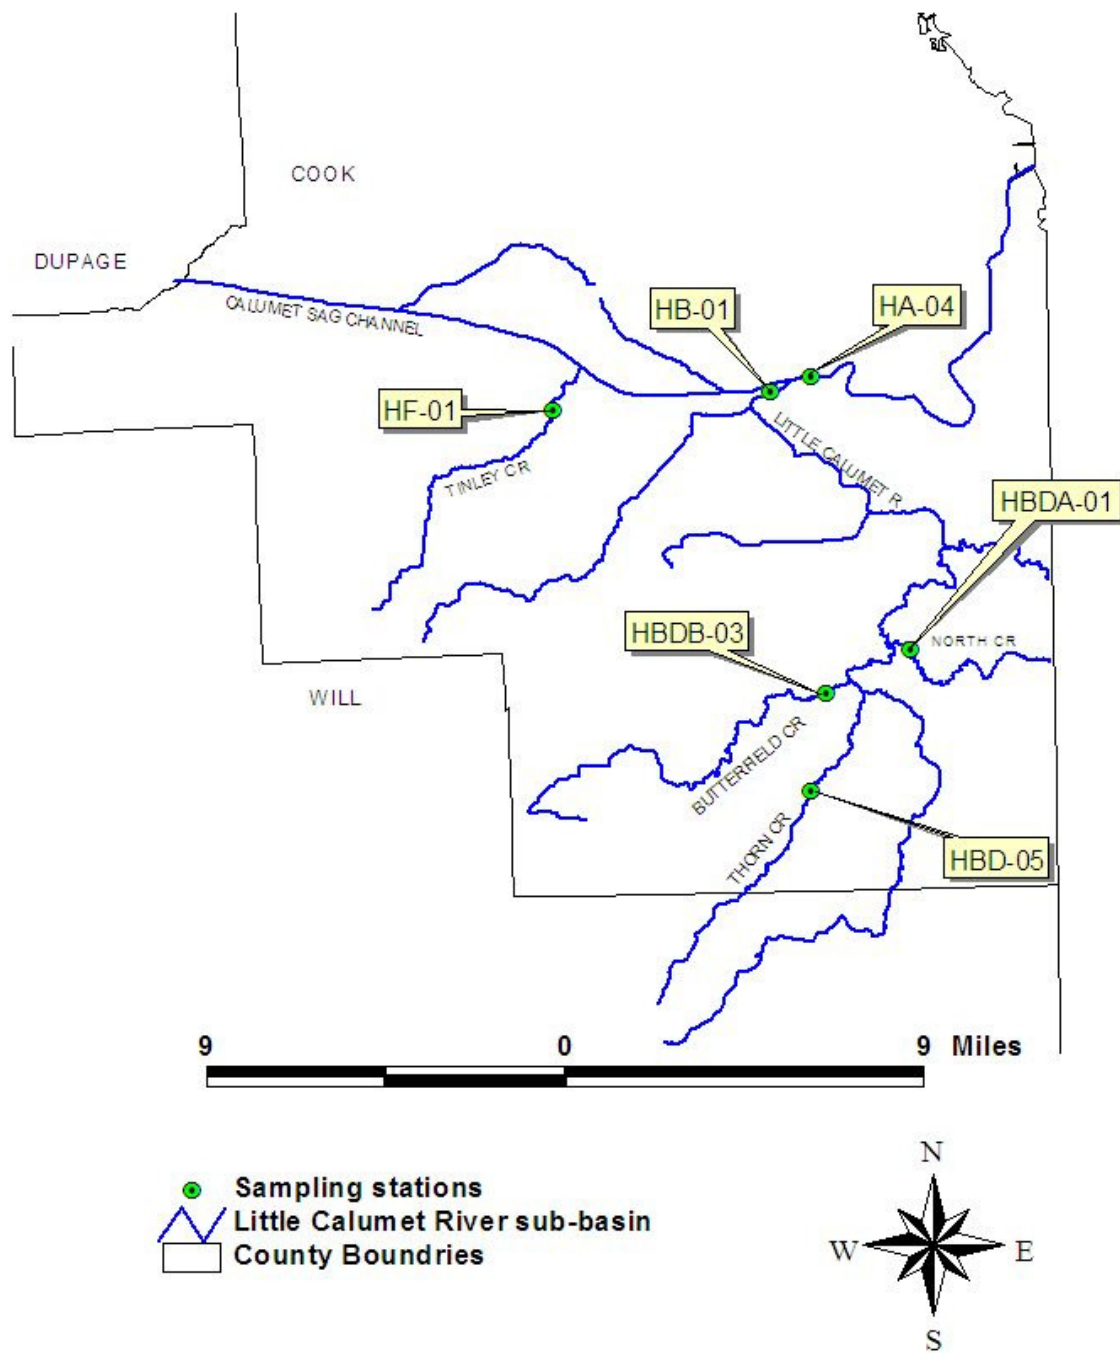 COOK
DUPAGE
CALUMET SAG CHANNEL
HB-01
HA-04
HF-01
TINLEY CR
LITTLE CALUMET R
HBDA-01
HBDB-03
NORTH CR
WILL
BUTTERFIELD CR
THORN CR
HBD-05
9 0 9 Miles
Sampling stations
Little Calumet River sub-basin
County Boundries
N
W E
S